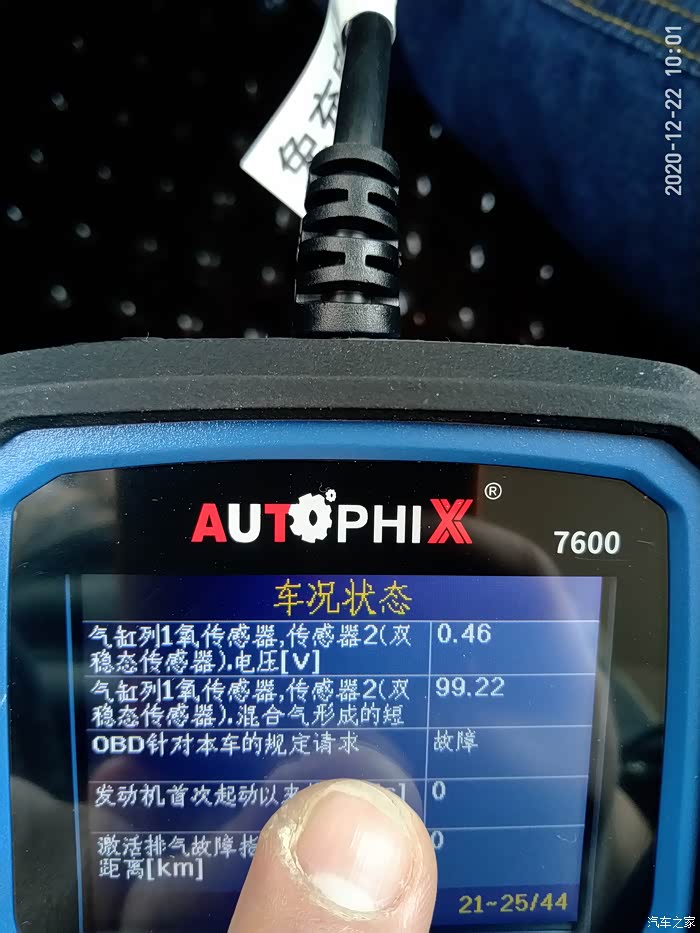 2020-12-22 10:01
AUTOPHIX®
7600
车况状态
气缸列1氧传感器,传感器2(双
稳态传感器).电压[V]
0.46
气缸列1氧传感器,传感器2(双
稳态传感器).混合气形成的短
99.22
OBD针对本车的规定请求
故障
发动机首次起动以来
0
激活排气故障指
距离[km]
0
21~25/44
汽车之家